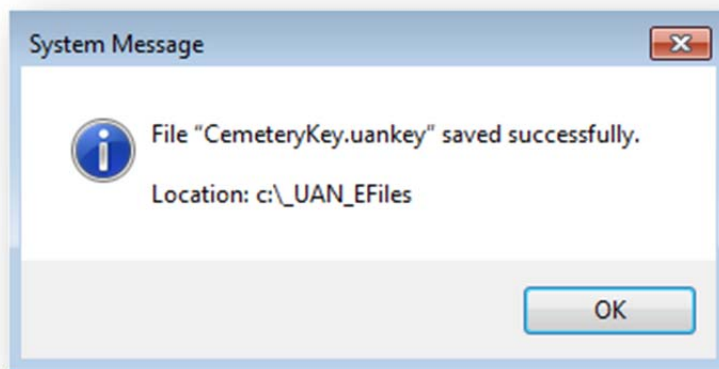 System Message
File “CemeteryKey.uankey” saved successfully.
Location: c:\_UAN_EFiles
OK